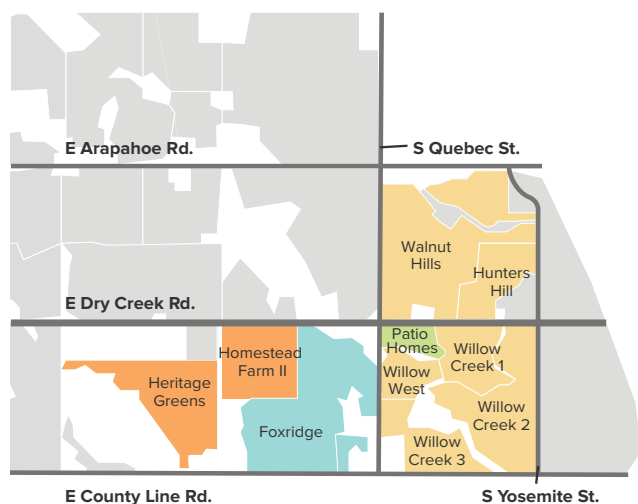 E Arapahoe Rd.
S Quebec St.
Walnut
Hills
Hunters
Hill
E Dry Creek Rd.
Patio
Homes
Homestead
Farm II
Willow
Creek 1
Heritage
Greens
Willow
West
Foxridge
Willow
Creek 2
Willow
Creek 3
E County Line Rd.
S Yosemite St.